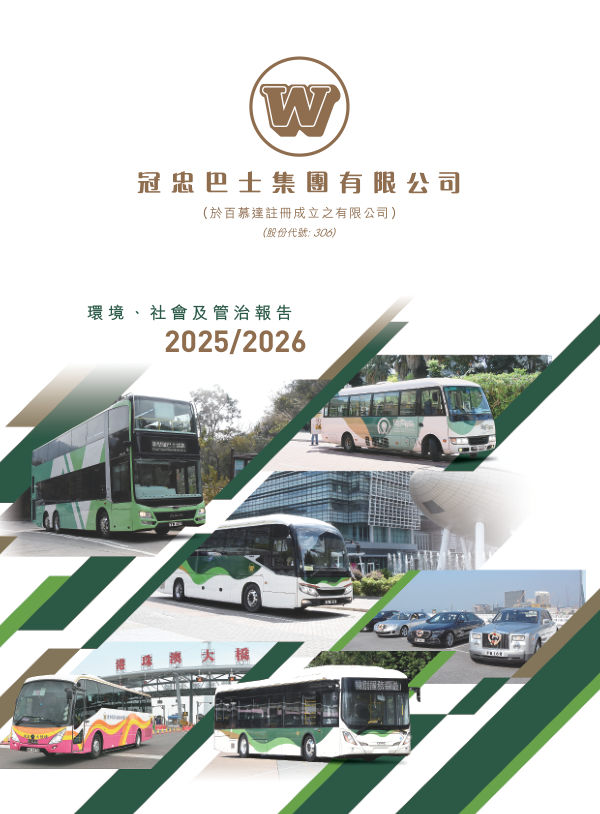 W
冠忠巴士集團有限公司
(於百慕達註冊成立之有限公司)
(股份代號: 306)
環境、社會及管治報告
2025/2026
港珠澳大橋